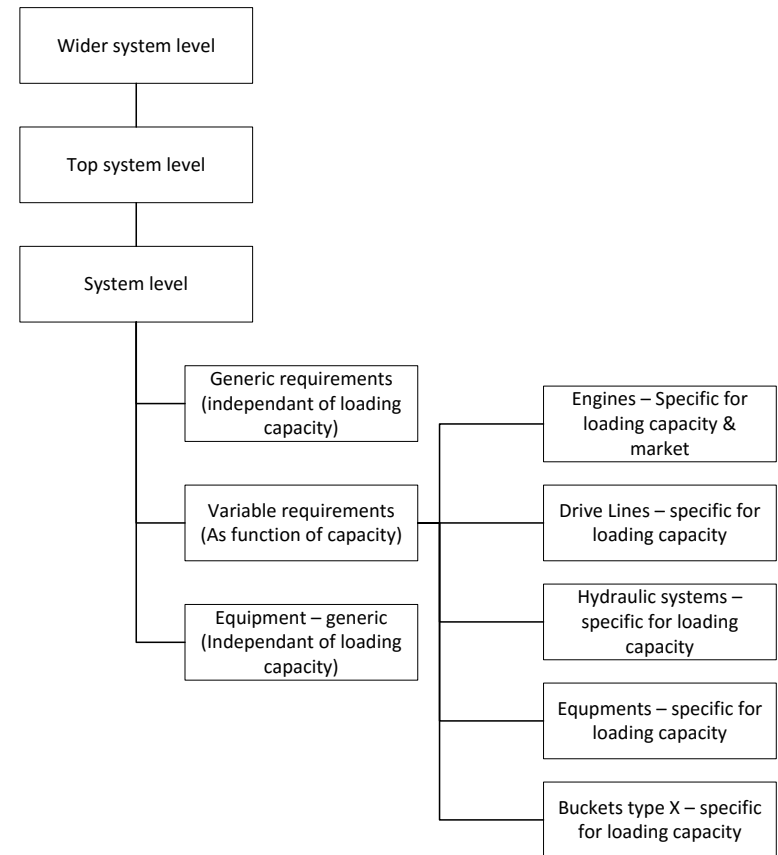 Wider system level
Top system level
System level
Generic requirements
(independant of loading
capacity)
Variable requirements
(As function of capacity)
Equipment – generic
(Independant of loading
capacity)
Engines – Specific for
loading capacity &
market
Drive Lines – specific for
loading capacity
Hydraulic systems –
specific for loading
capacity
Equpments – specific for
loading capacity
Buckets type X – specific
for loading capacity